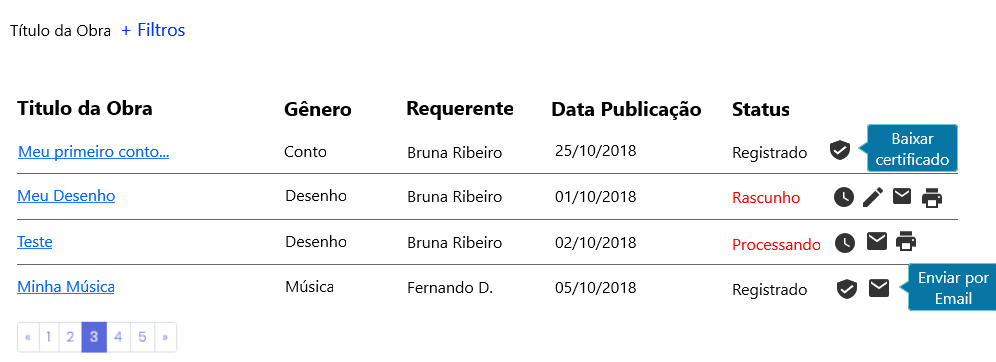 Título da Obra + Filtros
Titulo da Obra Gênero Requerente Data Publicação Status
Meu primeiro conto... Conto Bruna Ribeiro 25/10/2018 Registrado Baixar
certificado
Meu Desenho Desenho Bruna Ribeiro 01/10/2018 Rascunho
Teste Desenho Bruna Ribeiro 02/10/2018 Processando
Minha Música Música Fernando D. 05/10/2018 Registrado Enviar por
Email
« 1 2 3 4 5 »